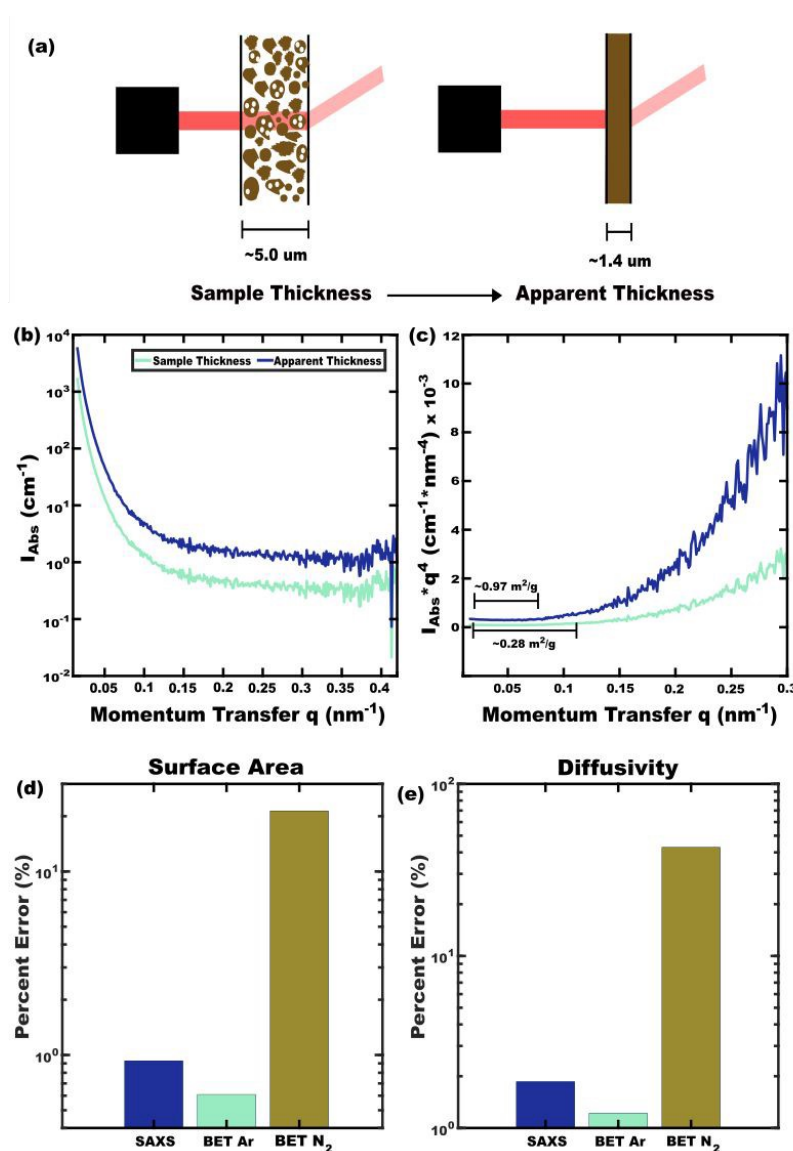 (a)
~5.0 um
~1.4 um
Sample Thickness
Apparent Thickness
(b)
Sample Thickness
Apparent Thickness
10⁴
10³
10²
10¹
10⁰
10⁻¹
10⁻²
I_Abs (cm⁻¹)
0.05 0.1 0.15 0.2 0.25 0.3 0.35 0.4
Momentum Transfer q (nm⁻¹)
(c)
12
10
8
6
4
2
0
I_Abs*q⁴ (cm⁻¹*nm⁻⁴) x 10⁻³
~0.97 m²/g
~0.28 m²/g
0.05 0.1 0.15 0.2 0.25 0.3
Momentum Transfer q (nm⁻¹)
Surface Area
(d)
10¹
10⁰
Percent Error (%)
SAXS BET Ar BET N₂
Diffusivity
(e)
10²
10¹
10⁰
Percent Error (%)
SAXS BET Ar BET N₂